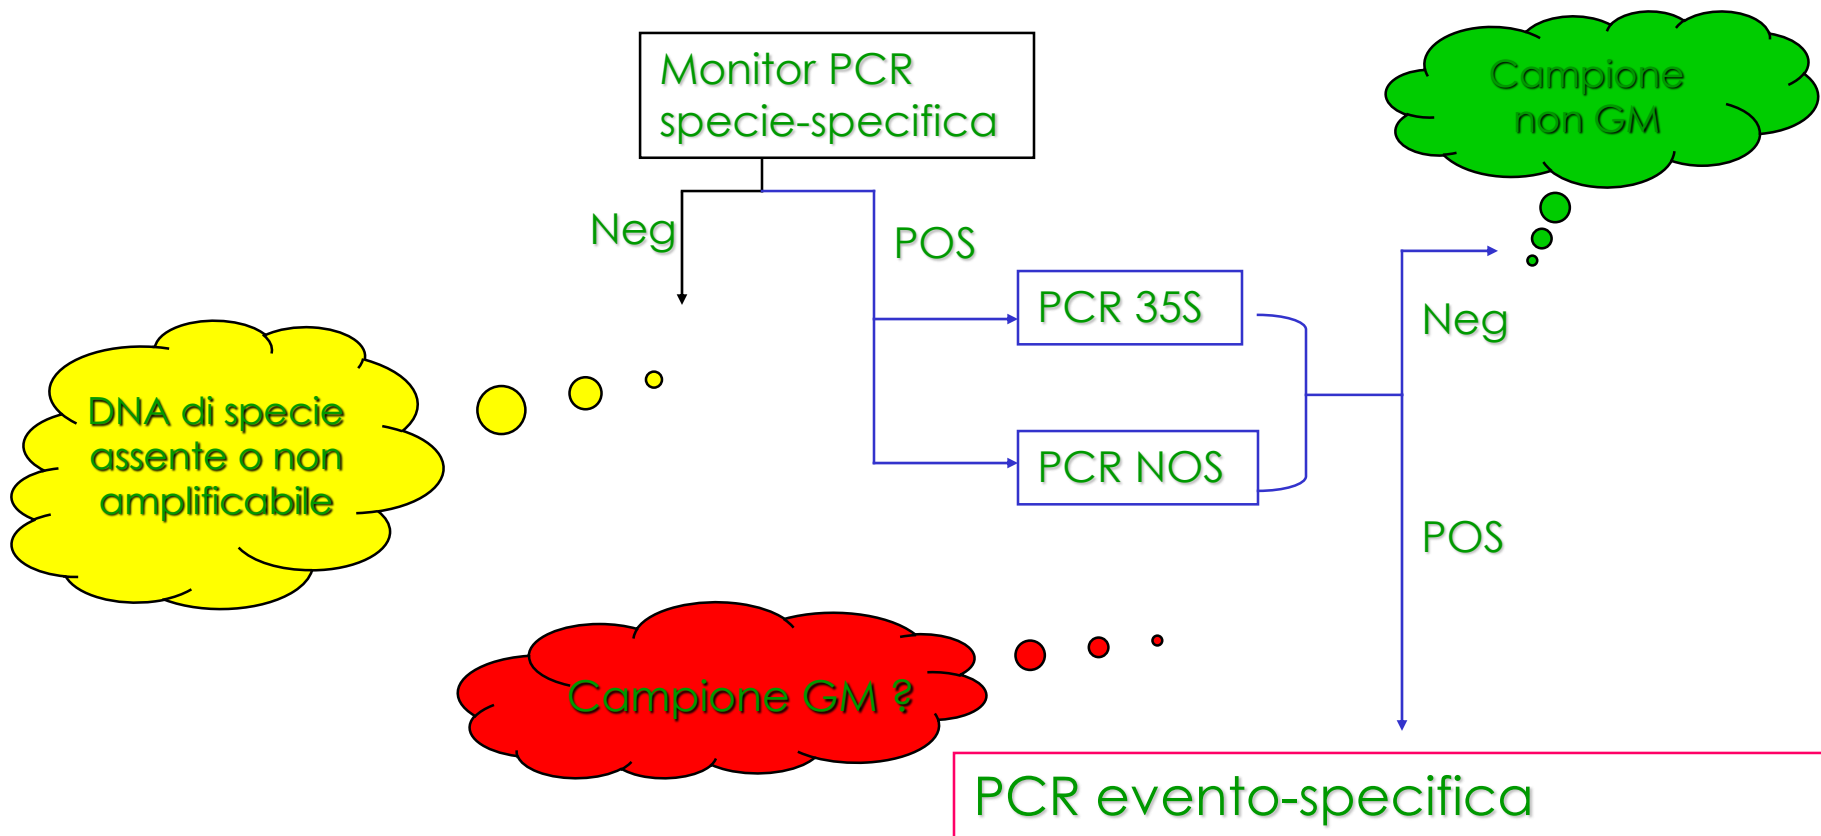 Monitor PCR
specie-specifica
Campione
non GM
Neg
POS
PCR 35S
Neg
DNA di specie
assente o non
amplificabile
PCR NOS
POS
Campione GM ?
PCR evento-specifica